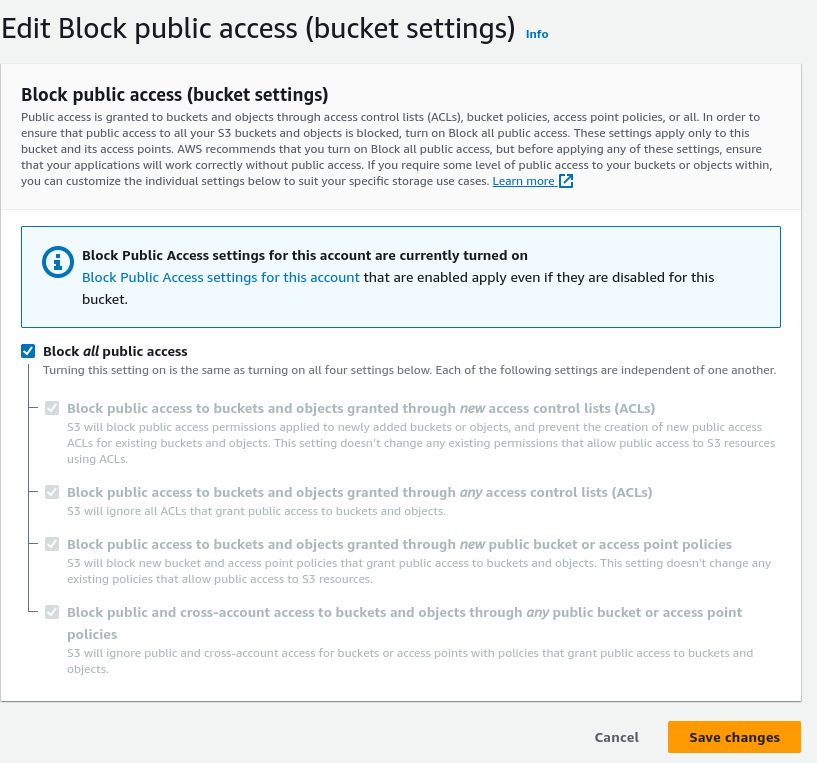 Edit Block public access (bucket settings) Info
Block public access (bucket settings)
Public access is granted to buckets and objects through access control lists (ACLs), bucket policies, access point policies, or all. In order to
ensure that public access to all your S3 buckets and objects is blocked, turn on Block all public access. These settings apply only to this
bucket and its access points. AWS recommends that you turn on Block all public access, but before applying any of these settings, ensure
that your applications will work correctly without public access. If you require some level of public access to your buckets or objects within,
you can customize the individual settings below to suit your specific storage use cases. Learn more
Block Public Access settings for this account are currently turned on
Block Public Access settings for this account that are enabled apply even if they are disabled for this
bucket.
Block all public access
Turning this setting on is the same as turning on all four settings below. Each of the following settings are independent of one another.
Block public access to buckets and objects granted through new access control lists (ACLs)
S3 will block public access permissions applied to newly added buckets or objects, and prevent the creation of new public access
ACLs for existing buckets and objects. This setting doesn't change any existing permissions that allow public access to S3 resources
using ACLs.
Block public access to buckets and objects granted through any access control lists (ACLs)
S3 will ignore all ACLs that grant public access to buckets and objects.
Block public access to buckets and objects granted through new public bucket or access point policies
S3 will block new bucket and access point policies that grant public access to buckets and objects. This setting doesn't change any
existing policies that allow public access to S3 resources.
Block public and cross-account access to buckets and objects through any public bucket or access point
policies
S3 will ignore public and cross-account access for buckets or access points with policies that grant public access to buckets and
objects.
Cancel
Save changes